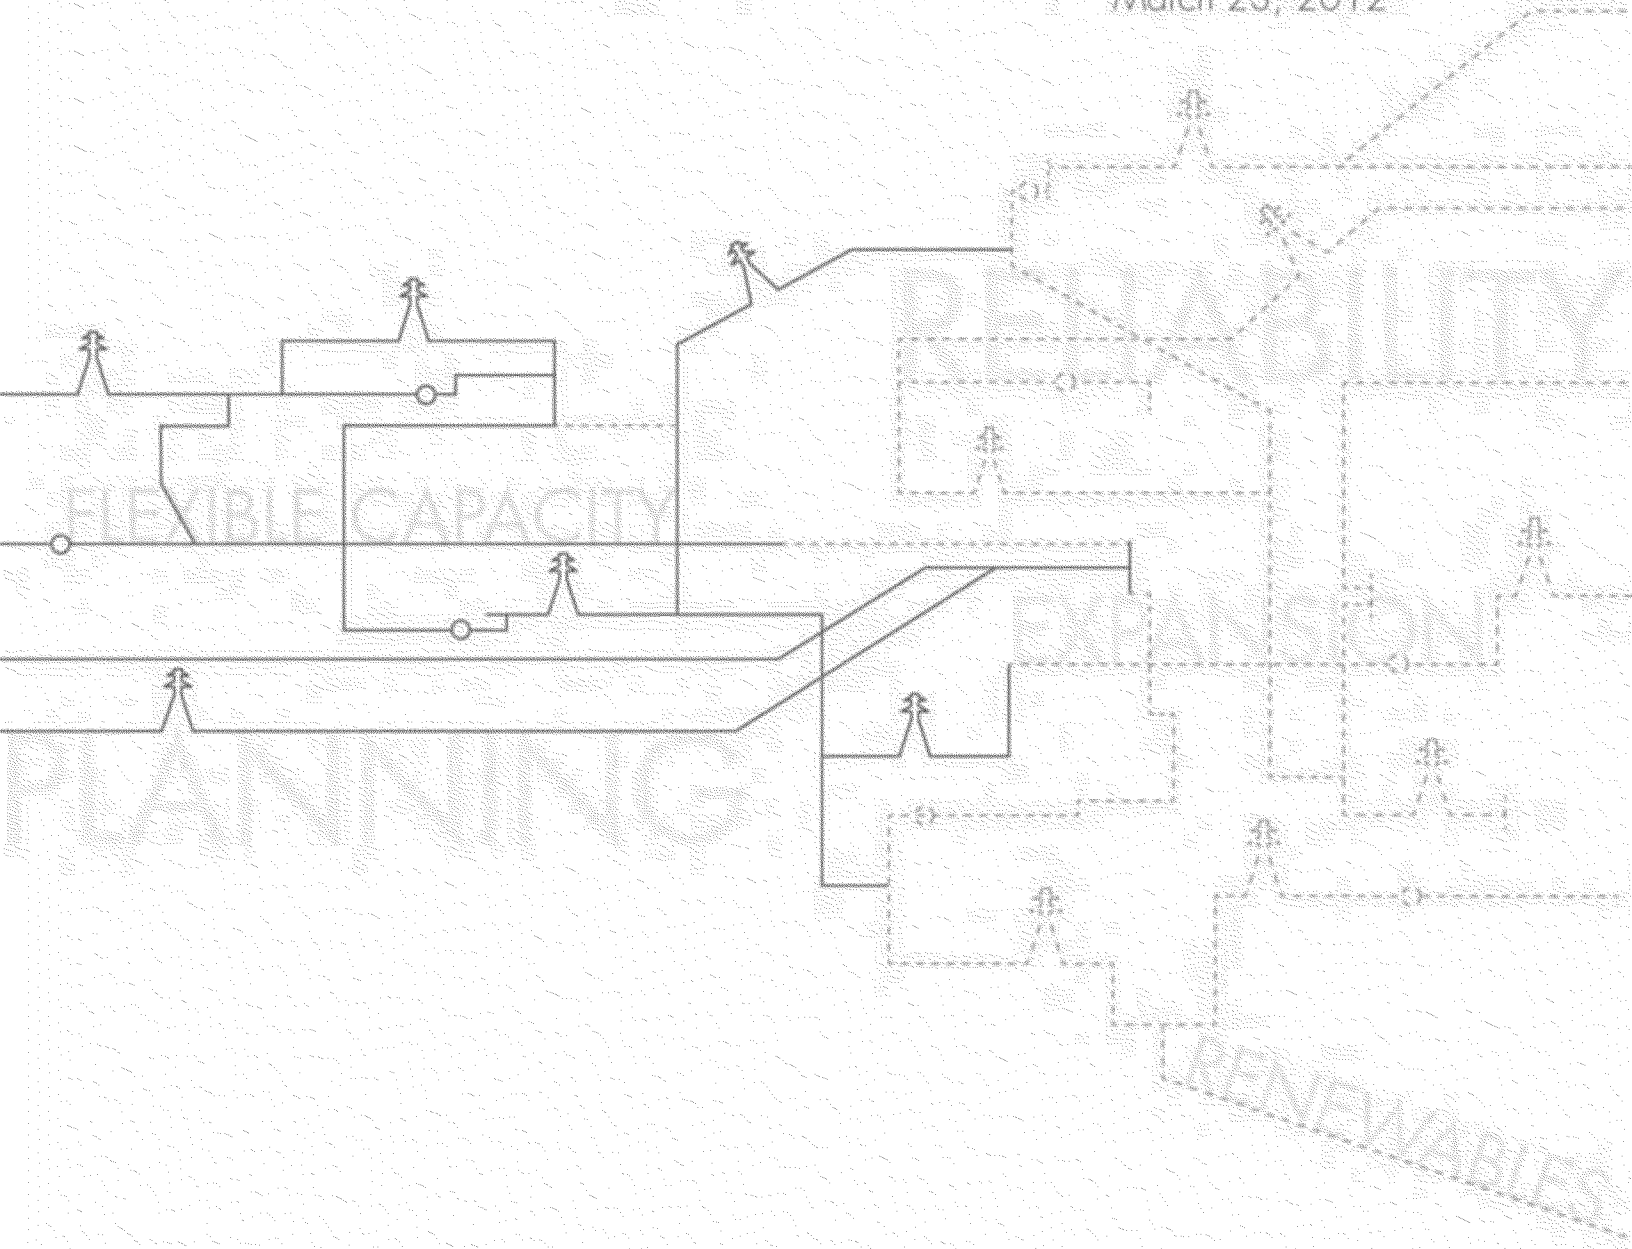 March 23, 2012
RELIABILITY
FLEXIBLE CAPACITY
EXPANSION
PLANNING
RENEWABLES